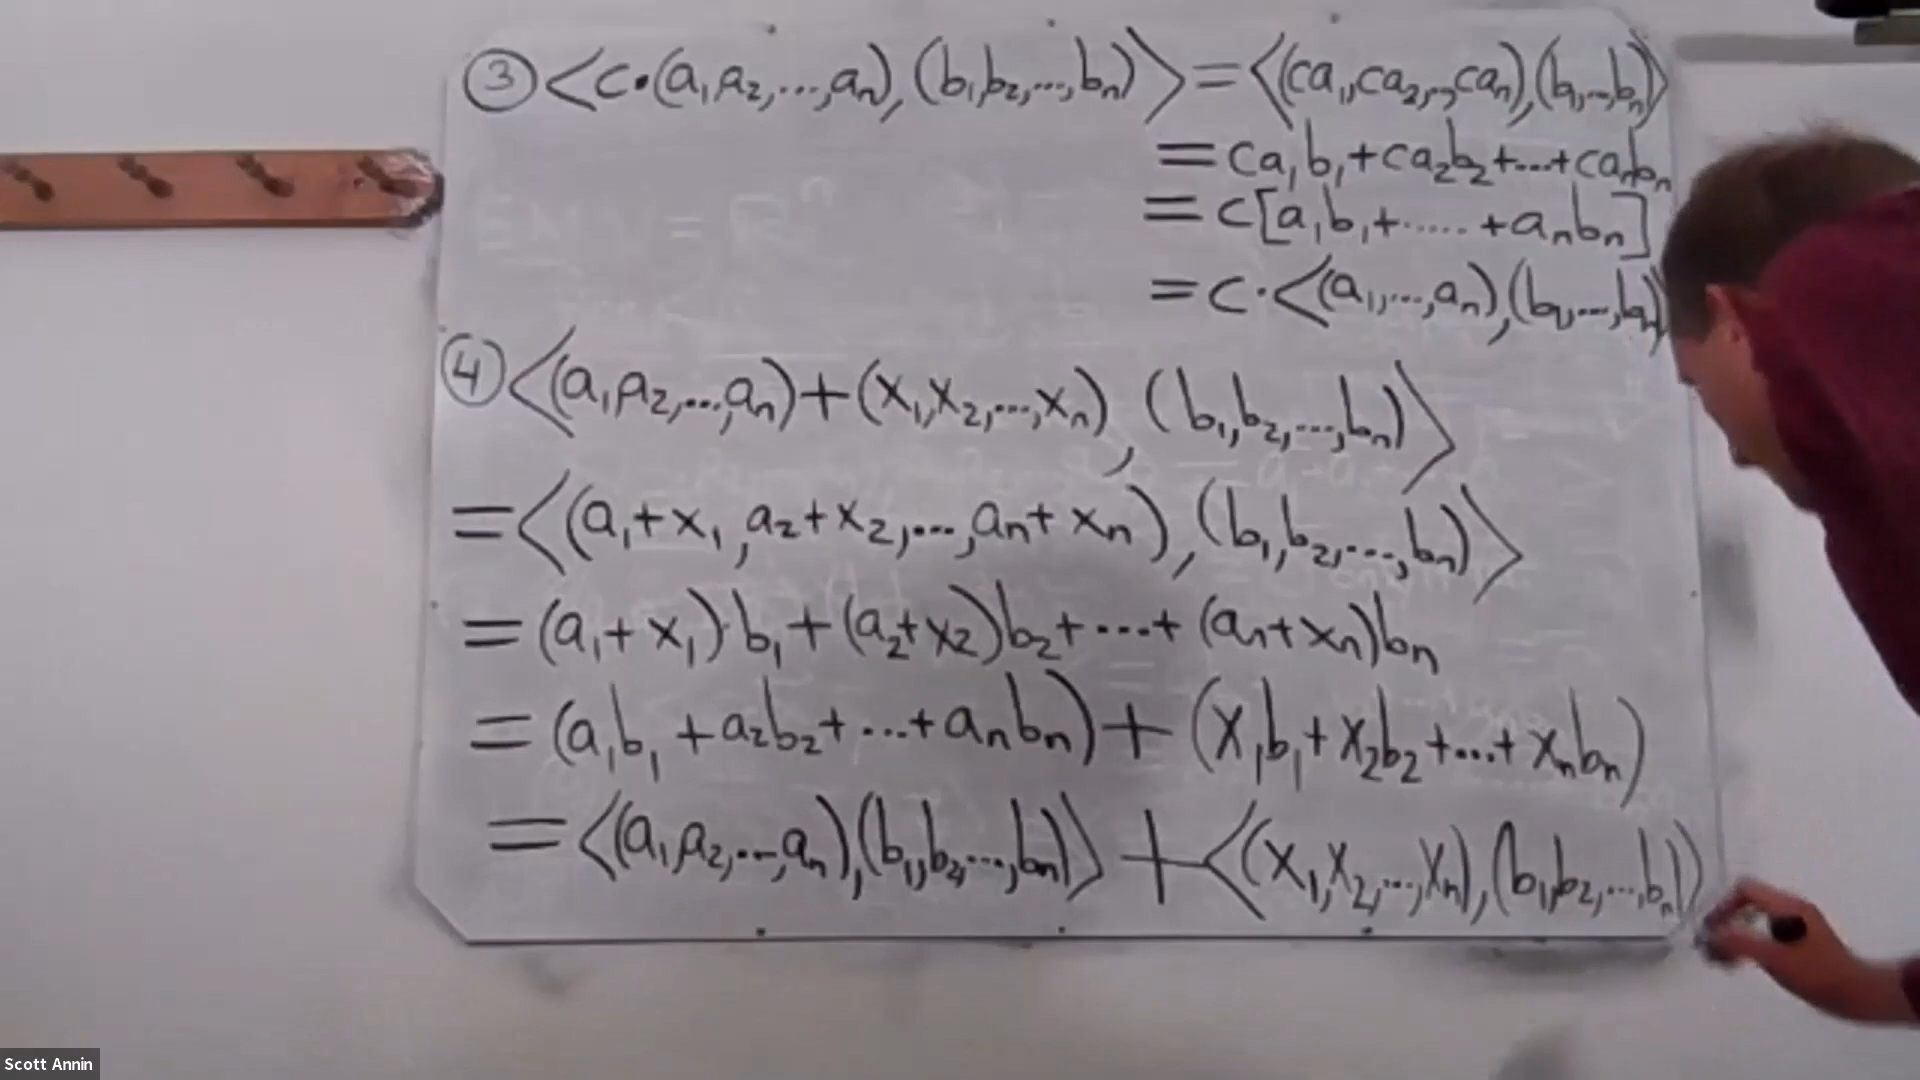 ③ <c·(a₁,a₂,...,aₙ), (b₁,b₂,...,bₙ)> = <(ca₁,ca₂,..,caₙ),(b₁,...,bₙ)>
= ca₁b₁+ca₂b₂+...+caₙbₙ
= c[a₁b₁+......+aₙbₙ]
= c·<(a₁,...,aₙ),(b₁,...,bₙ)
④ <(a₁,a₂,...,aₙ)+(x₁,x₂,...,xₙ), (b₁,b₂,...,bₙ)>
= <(a₁+x₁,a₂+x₂,...,aₙ+xₙ), (b₁,b₂,...,bₙ)>
= (a₁+x₁)·b₁+(a₂+x₂)b₂+...+(aₙ+xₙ)bₙ
= (a₁b₁+a₂b₂+...+aₙbₙ)+(x₁b₁+x₂b₂+...+xₙbₙ)
= <(a₁,a₂,...,aₙ),(b₁,b₂,...,bₙ)> + <(x₁,x₂,...,xₙ),(b₁,b₂,...,bₙ)>
Scott Annin